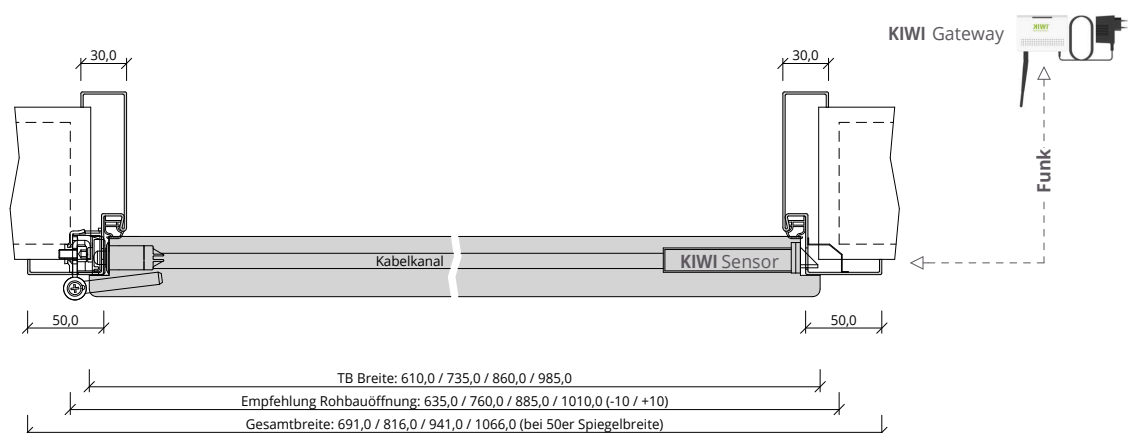 KIWI Gateway
KIWI
30,0
30,0
Funk
Kabelkanal
KIWI Sensor
50,0
50,0
TB Breite: 610,0 / 735,0 / 860,0 / 985,0
Empfehlung Rohbauöffnung: 635,0 / 760,0 / 885,0 / 1010,0 (-10 / +10)
Gesamtbreite: 691,0 / 816,0 / 941,0 / 1066,0 (bei 50er Spiegelbreite)